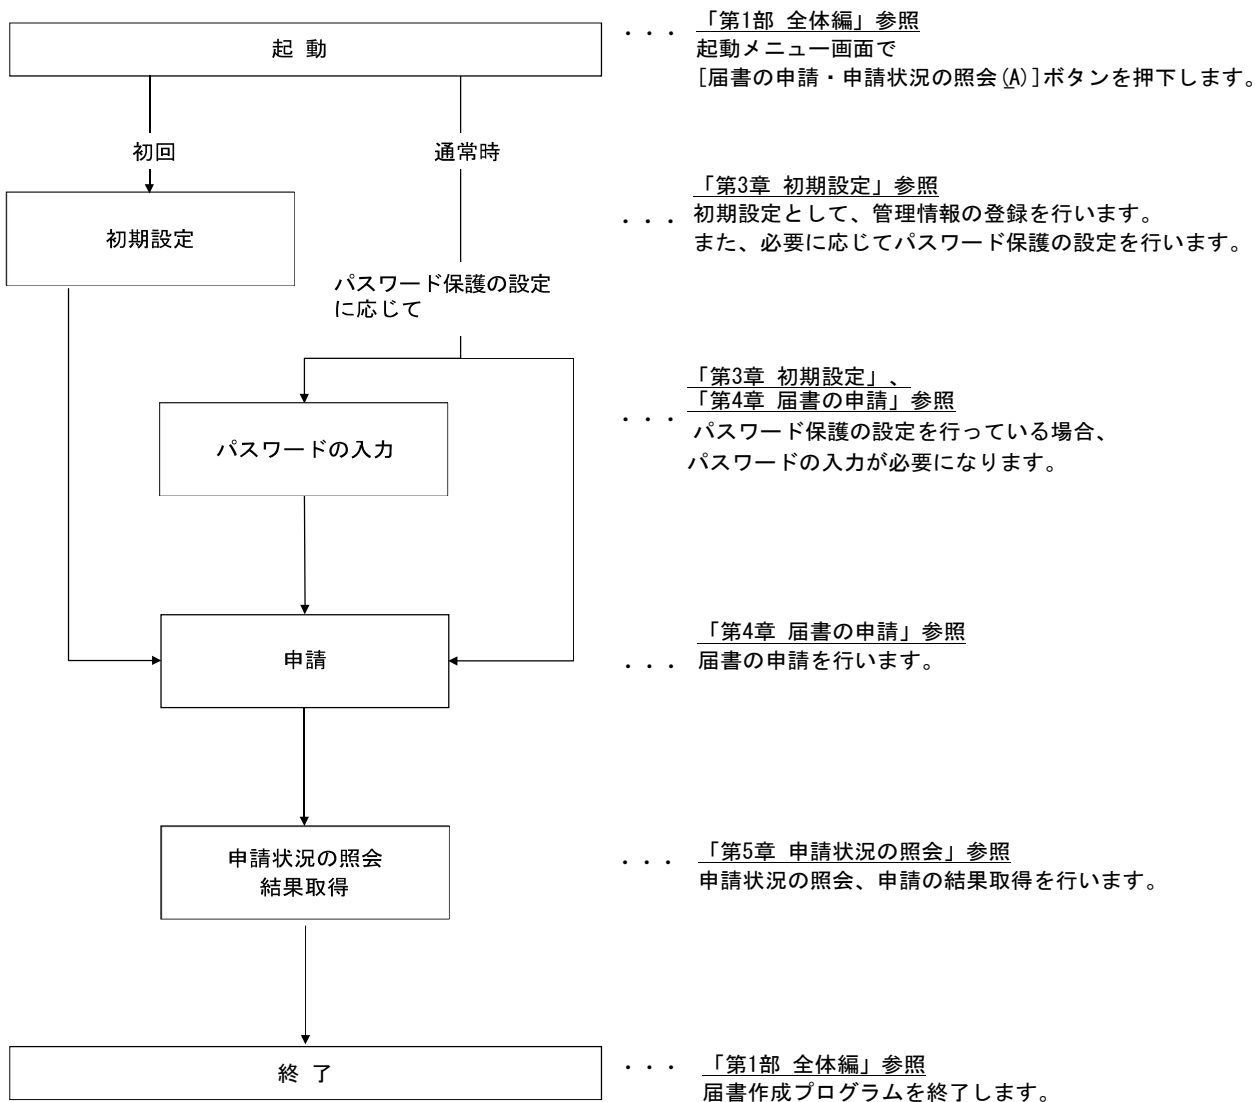 起 動
・・・ 「第1部 全体編」参照
起動メニュー画面で
[届書の申請・申請状況の照会(A)]ボタンを押下します。
初回
通常時
初期設定
「第3章 初期設定」参照
・・・ 初期設定として、管理情報の登録を行います。
また、必要に応じてパスワード保護の設定を行います。
パスワード保護の設定
に応じて
パスワードの入力
「第3章 初期設定」、
「第4章 届書の申請」参照
・・・ パスワード保護の設定を行っている場合、
パスワードの入力が必要になります。
申請
「第4章 届書の申請」参照
・・・ 届書の申請を行います。
申請状況の照会
結果取得
・・・ 「第5章 申請状況の照会」参照
申請状況の照会、申請の結果取得を行います。
終 了
・・・ 「第1部 全体編」参照
届書作成プログラムを終了します。